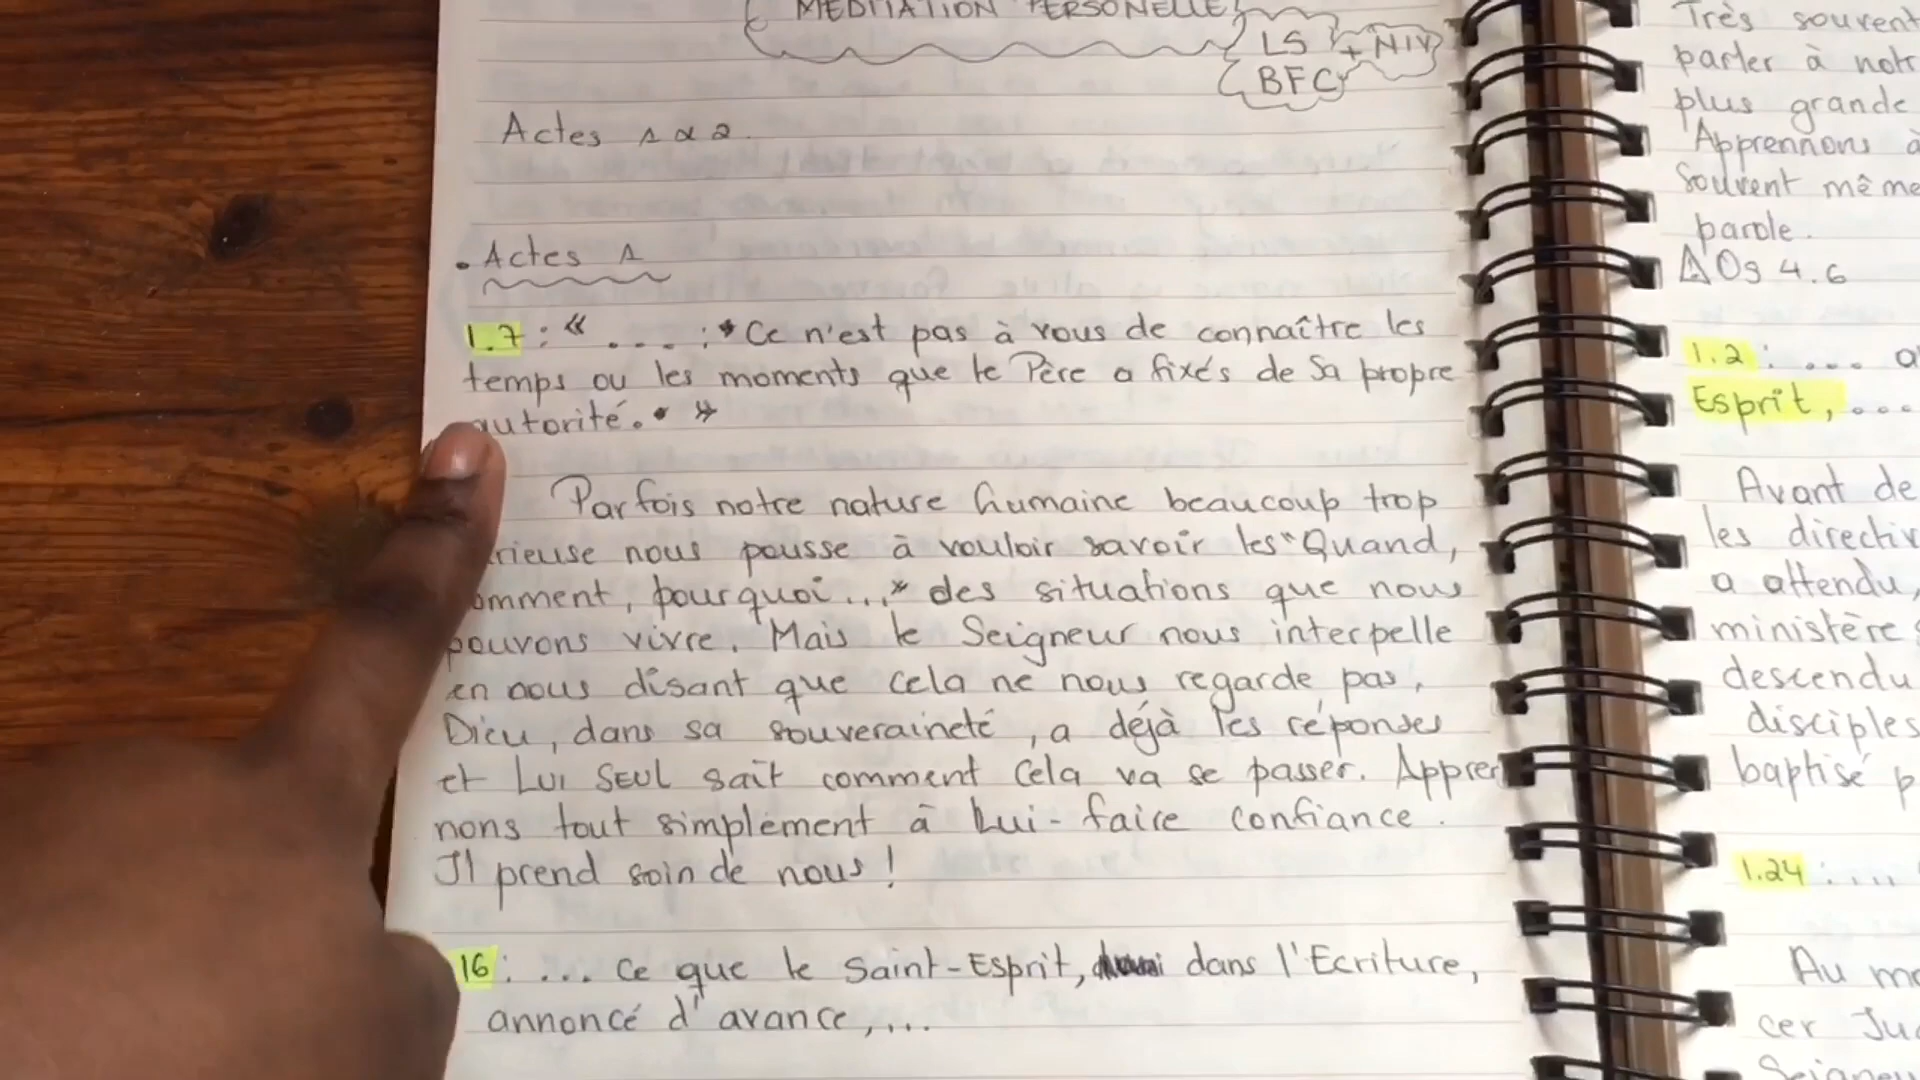 MEDITATION PERSONELLE
LS + NIV
BFC
Actes 1 & 2.
. Actes 1
1.7 : « .... : "Ce n'est pas à vous de connaître les
temps ou les moments que le Père a fixés de Sa propre
autorité." »
Parfois notre nature humaine beaucoup trop
rieuse nous pousse à vouloir savoir les "Quand,
omment, pourquoi..." des situations que nous
pouvons vivre. Mais le Seigneur nous interpelle
en nous disant que cela ne nous regarde pas.
Dieu, dans sa souveraineté, a déjà les réponses
et LUI SEUL sait comment cela va se passer. Appren
nons tout simplement à Lui-faire confiance.
Il prend soin de nous !
16 : ... ce que le Saint-Esprit, dans l'Ecriture,
annoncé d'avance,...
Très souvent
parler à notr
plus grande
Apprennons à
souvent même
parole.
Os 4.6
1.2 : .... a
Esprit, ...
Avant de
les directiv
a attendu,
ministère
descendu
disciples
baptisé p
1.24 : ....
Au mo
cer Ju
Seigneu